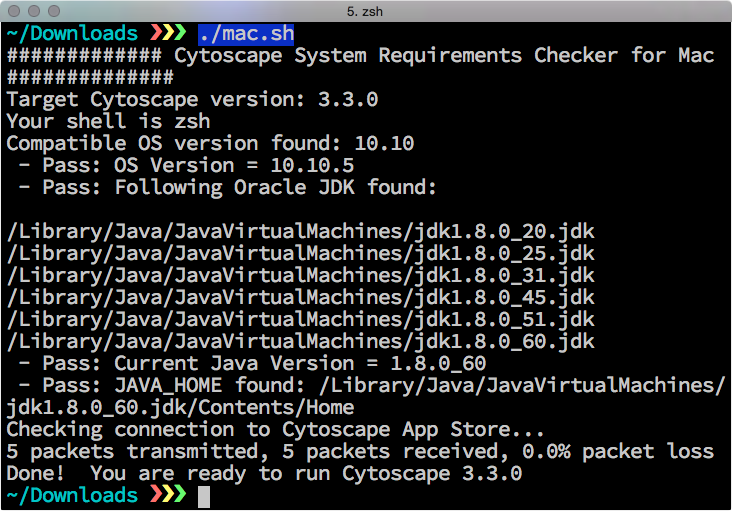 5. zsh
~/Downloads ❯❯❯ ./mac.sh
############# Cytoscape System Requirements Checker for Mac
##############
Target Cytoscape version: 3.3.0
Your shell is zsh
Compatible OS version found: 10.10
 - Pass: OS Version = 10.10.5
 - Pass: Following Oracle JDK found:

/Library/Java/JavaVirtualMachines/jdk1.8.0_20.jdk
/Library/Java/JavaVirtualMachines/jdk1.8.0_25.jdk
/Library/Java/JavaVirtualMachines/jdk1.8.0_31.jdk
/Library/Java/JavaVirtualMachines/jdk1.8.0_45.jdk
/Library/Java/JavaVirtualMachines/jdk1.8.0_51.jdk
/Library/Java/JavaVirtualMachines/jdk1.8.0_60.jdk
 - Pass: Current Java Version = 1.8.0_60
 - Pass: JAVA_HOME found: /Library/Java/JavaVirtualMachines/
jdk1.8.0_60.jdk/Contents/Home
Checking connection to Cytoscape App Store...
5 packets transmitted, 5 packets received, 0.0% packet loss
Done!  You are ready to run Cytoscape 3.3.0
~/Downloads ❯❯❯